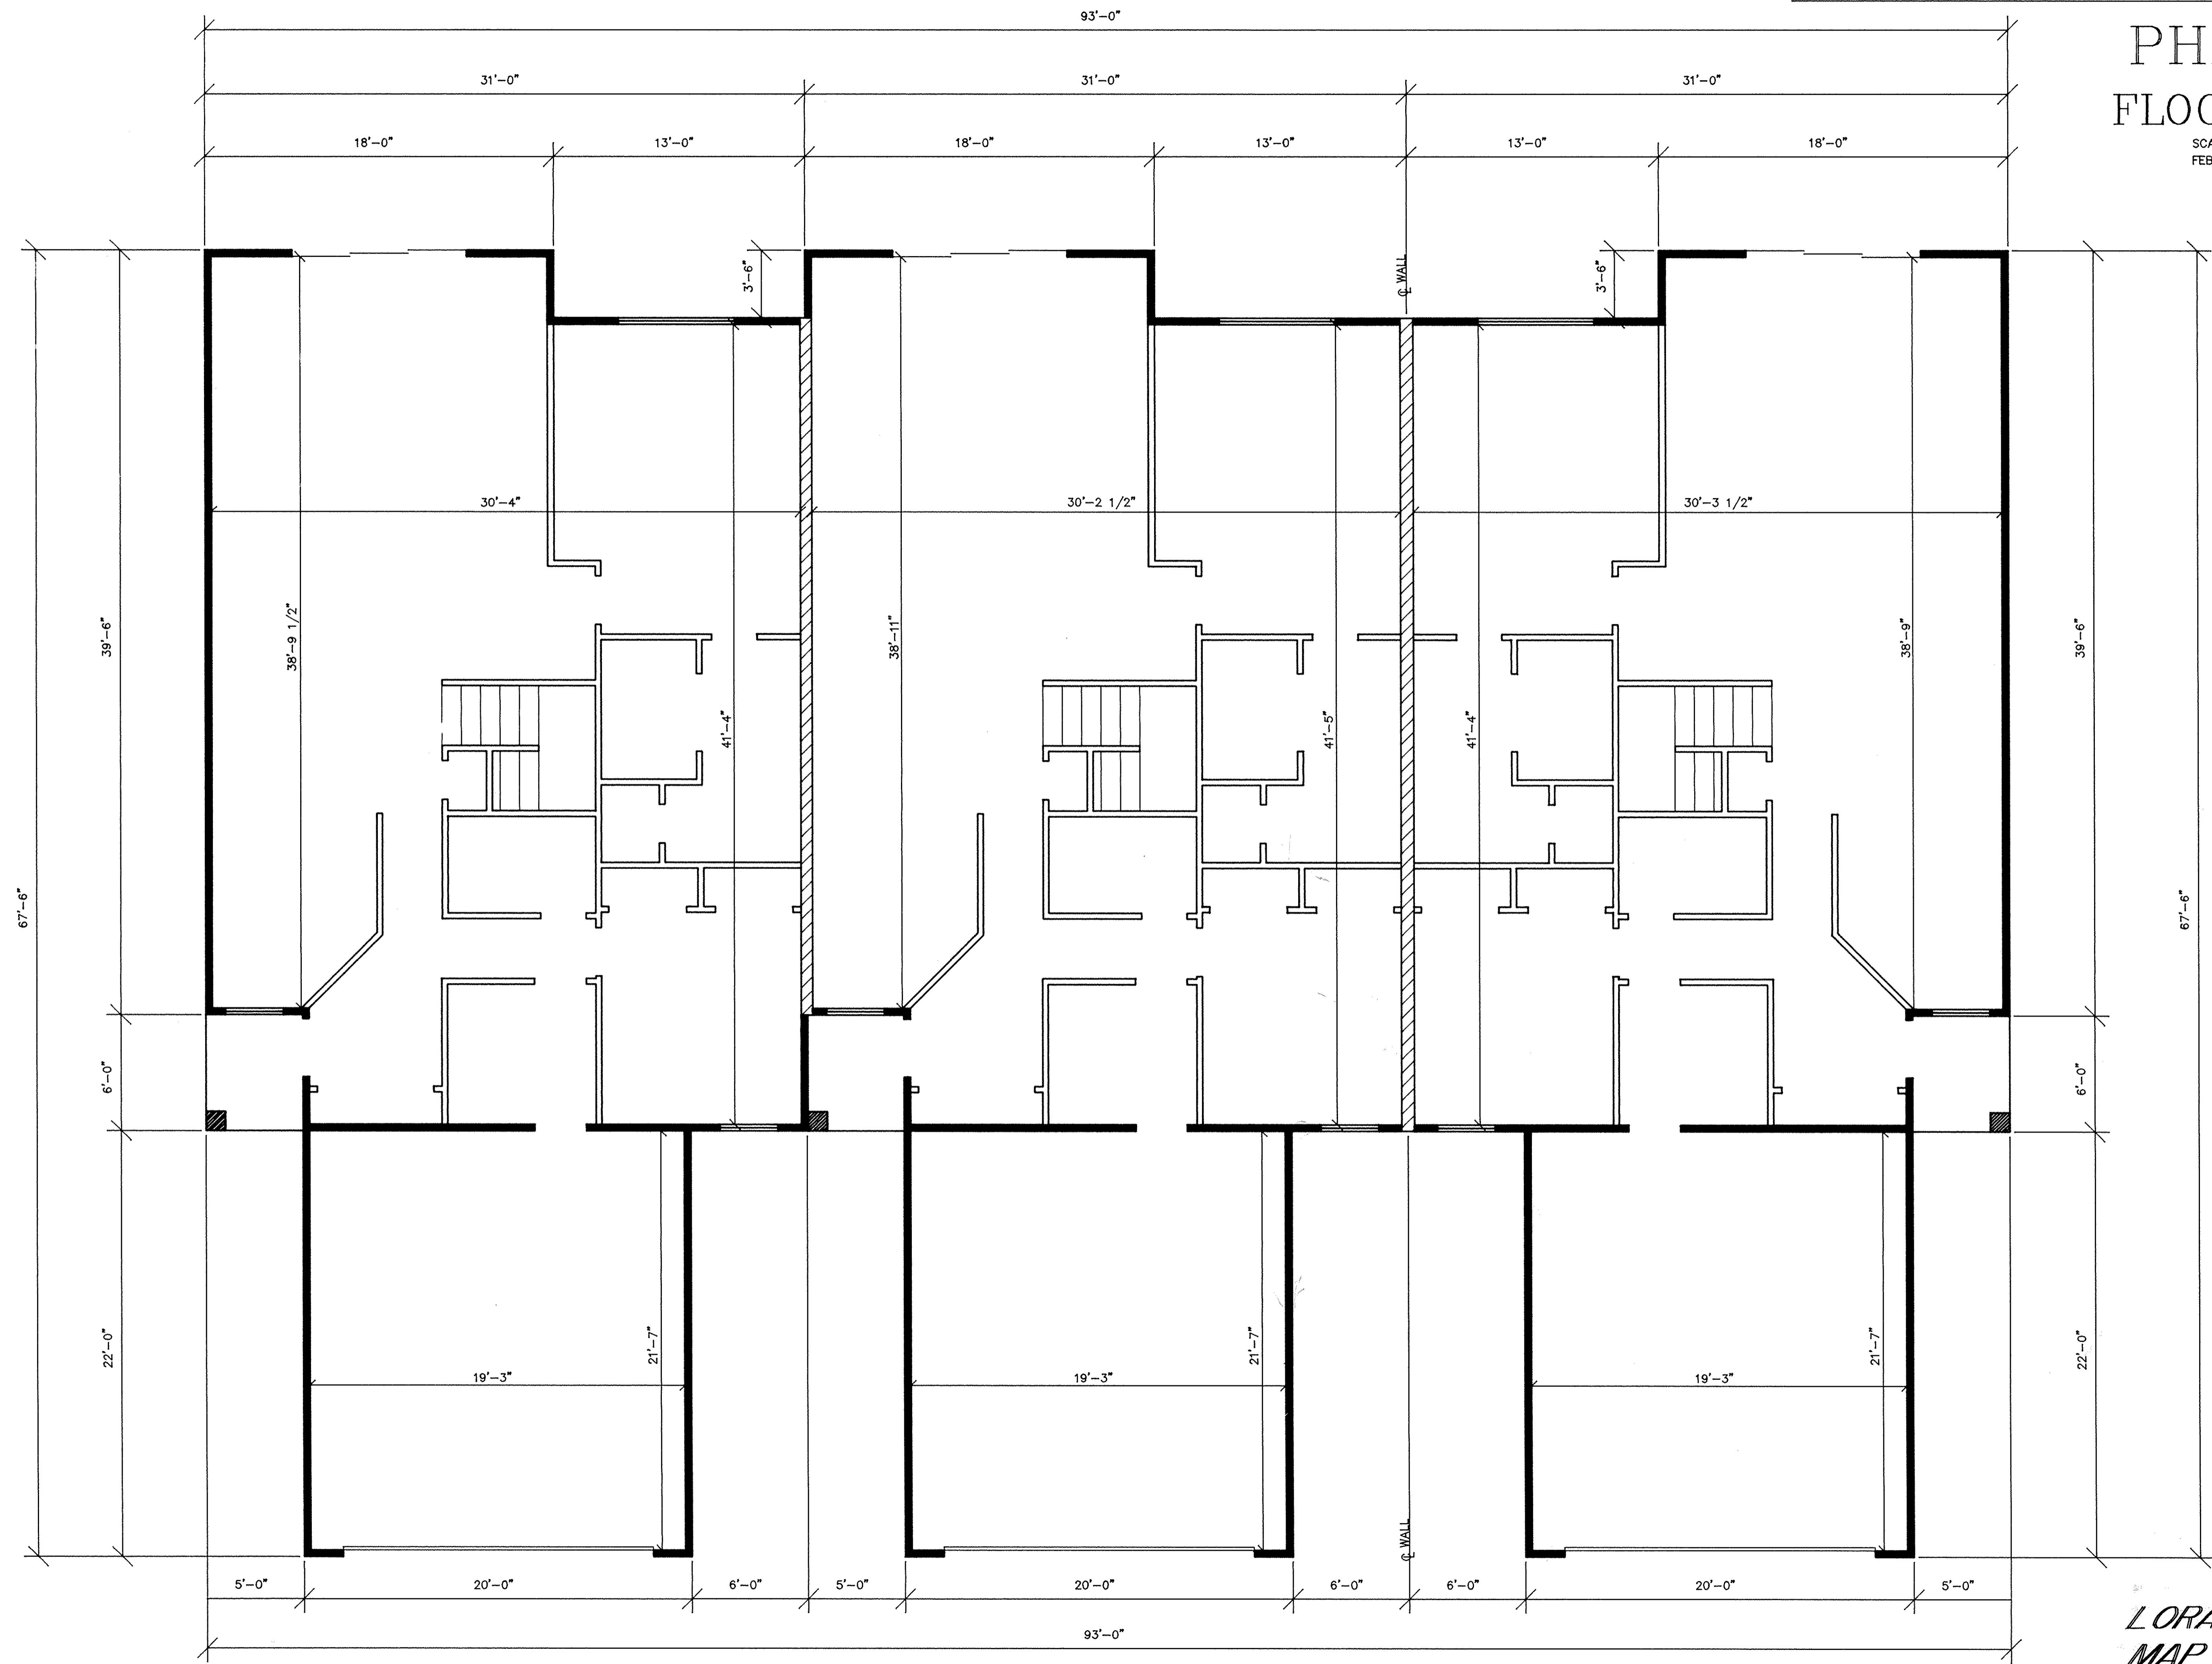 93'-0"
PH
31'-0" 31'-0" 31'-0"
FLOO
18'-0" 13'-0" 18'-0" 13'-0" 13'-0" 18'-0"
SCA
FEB
3'-6" ℄ WALL 3'-6"
30'-4" 30'-2 1/2" 30'-3 1/2"
39'-6" 38'-9 1/2" 38'-11" 38'-9" 39'-6"
41'-4" 41'-5" 41'-4"
67'-6" 67'-6"
6'-0" 6'-0"
22'-0" 21'-7" 21'-7" 21'-7" 22'-0"
19'-3" 19'-3" 19'-3"
℄ WALL
5'-0" 20'-0" 6'-0" 5'-0" 20'-0" 6'-0" 6'-0" 20'-0" 5'-0"
LORA
93'-0"
MAP